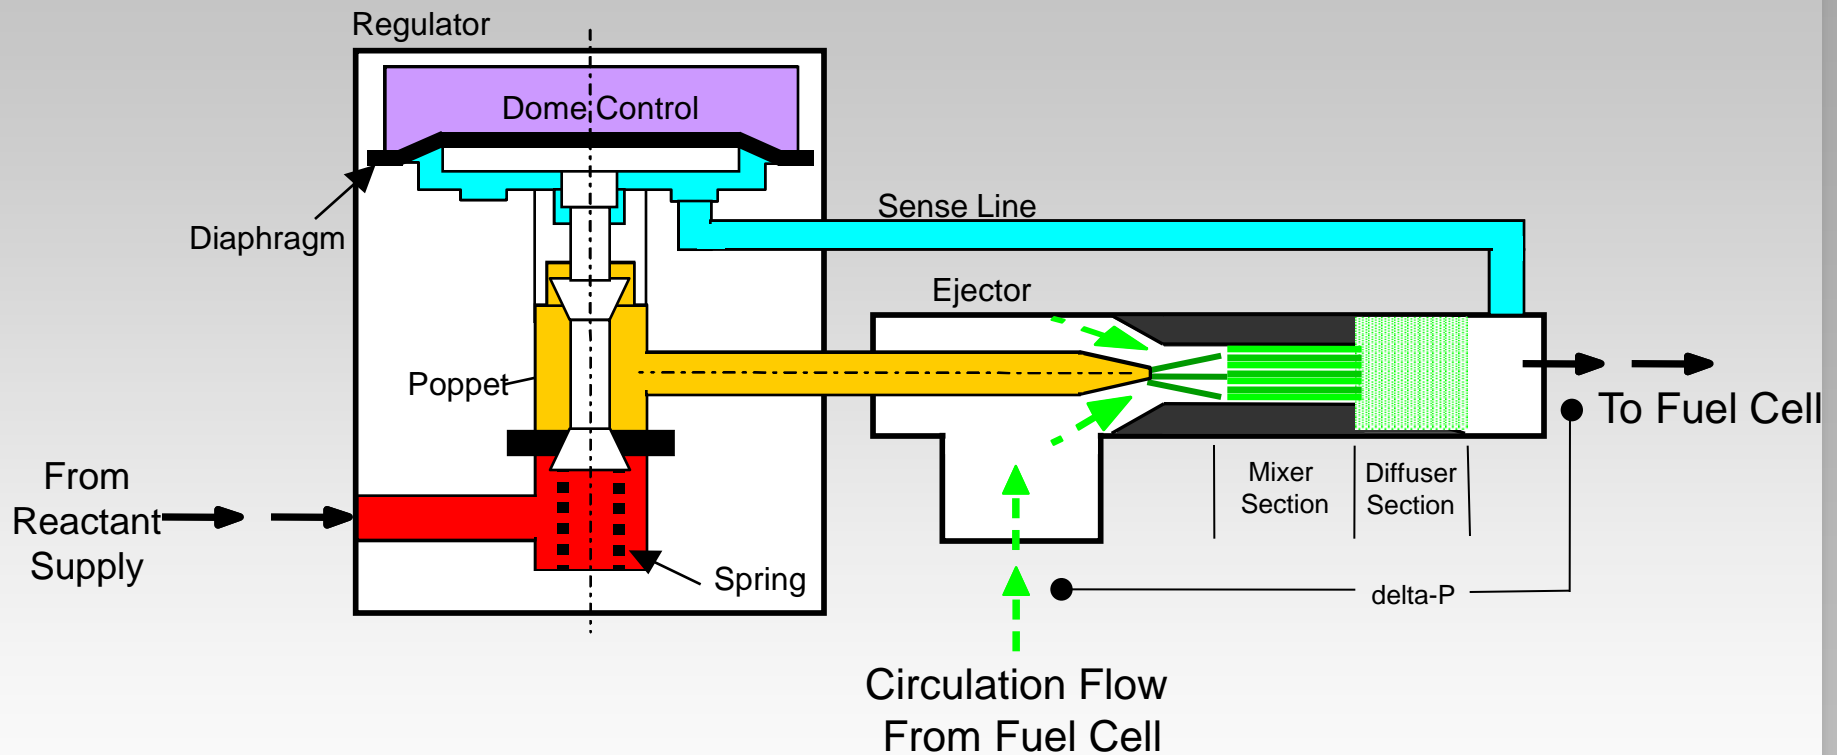 Regulator
Dome Control
Diaphragm
Sense Line
Ejector
Poppet
To Fuel Cell
From
Reactant
Supply
Mixer
Section
Diffuser
Section
Spring
delta-P
Circulation Flow
From Fuel Cell